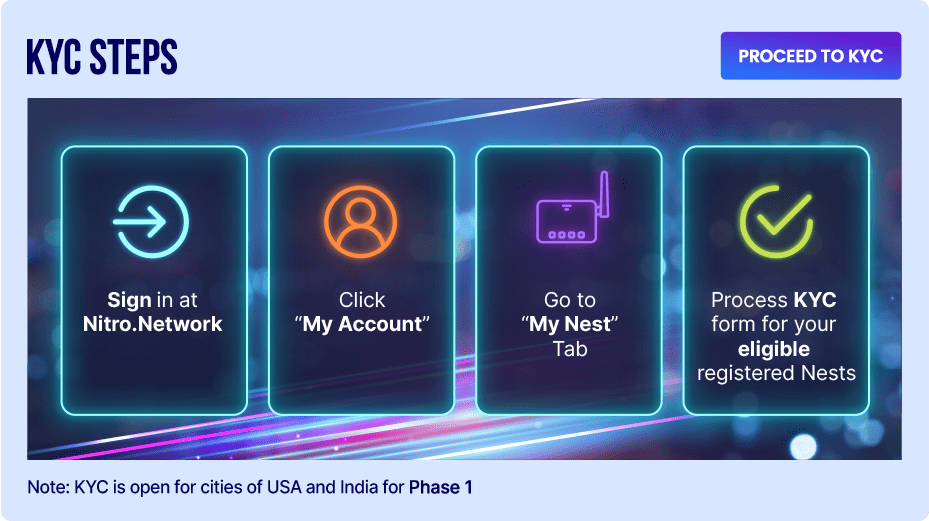 KYC STEPS
PROCEED TO KYC
Sign in at
Nitro.Network
Click
“My Account”
Go to
“My Nest”
Tab
Process KYC
form for your
eligible
registered Nests
Note: KYC is open for cities of USA and India for Phase 1